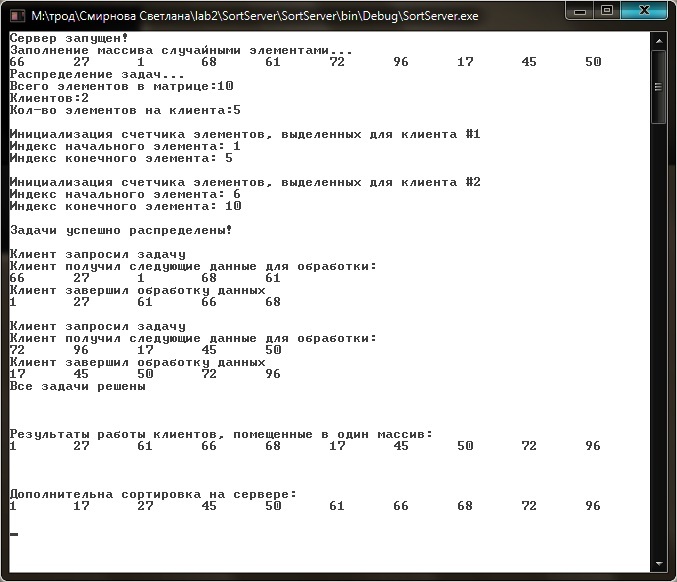 M:\трод\Смирнова Светлана\lab2\SortServer\SortServer\bin\Debug\SortServer.exe
Сервер запущен!
Заполнение массива случайными элементами...
66 27 1 68 61 72 96 17 45 50
Распределение задач...
Всего элементов в матрице:10
Клиентов:2
Кол-во элементов на клиента:5
Инициализация счетчика элементов, выделенных для клиента #1
Индекс начального элемента: 1
Индекс конечного элемента: 5
Инициализация счетчика элементов, выделенных для клиента #2
Индекс начального элемента: 6
Индекс конечного элемента: 10
Задачи успешно распределены!
Клиент запросил задачу
Клиент получил следующие данные для обработки:
66 27 1 68 61
Клиент завершил обработку данных
1 27 61 66 68
Клиент запросил задачу
Клиент получил следующие данные для обработки:
72 96 17 45 50
Клиент завершил обработку данных
17 45 50 72 96
Все задачи решены
Результаты работы клиентов, помещенные в один массив:
1 27 61 66 68 17 45 50 72 96
Дополнительна сортировка на сервере:
1 17 27 45 50 61 66 68 72 96